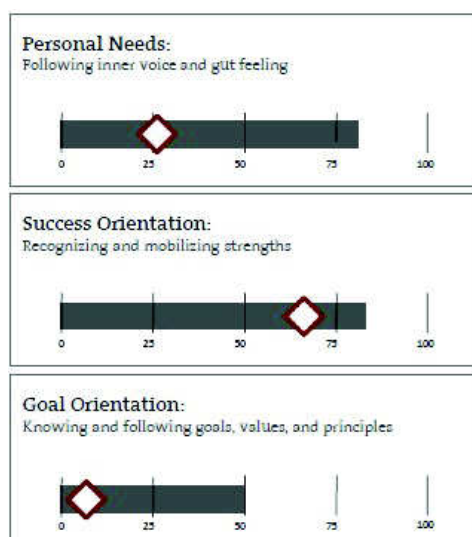 Personal Needs:
Following inner voice and gut feeling
0 25 50 75 100
Success Orientation:
Recognizing and mobilizing strengths
0 25 50 75 100
Goal Orientation:
Knowing and following goals, values, and principles
0 25 50 75 100